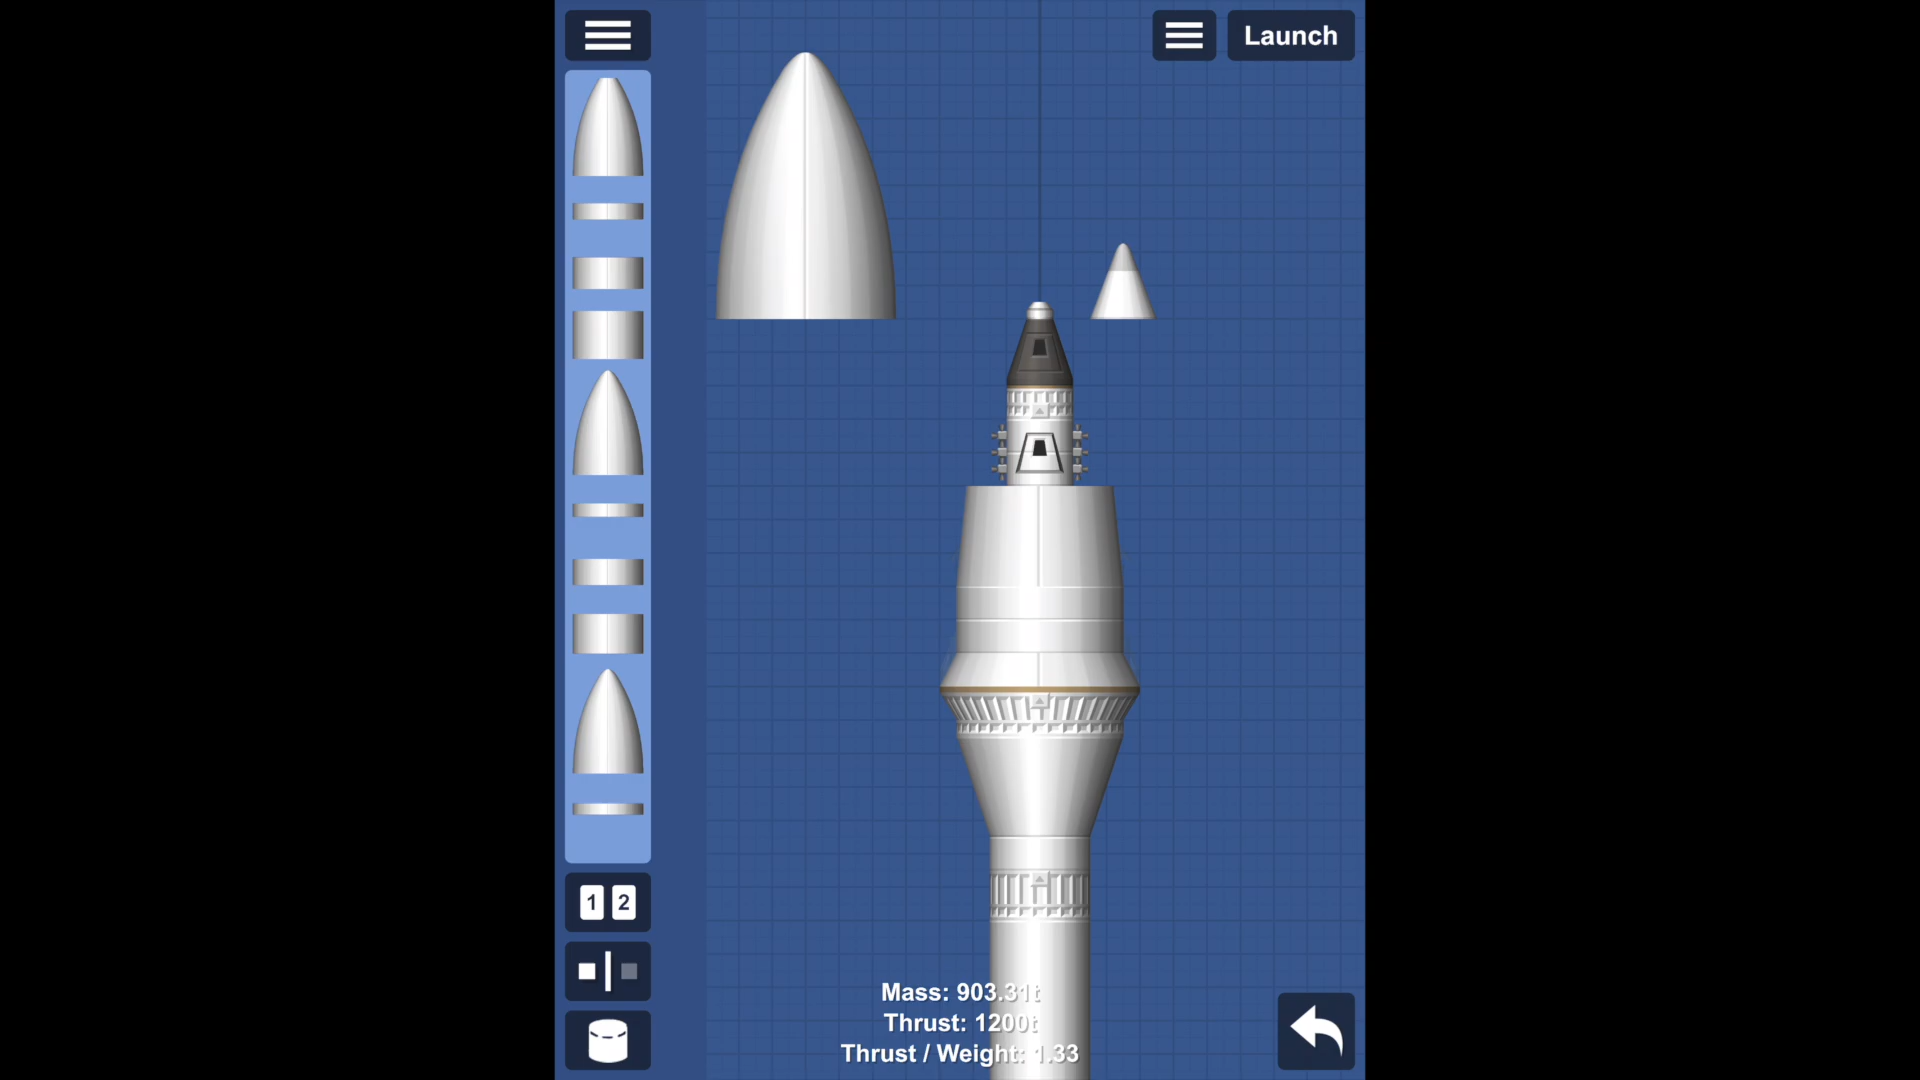 Launch
1 2
Mass: 903.31t
Thrust: 1200t
Thrust / Weight: 1.33